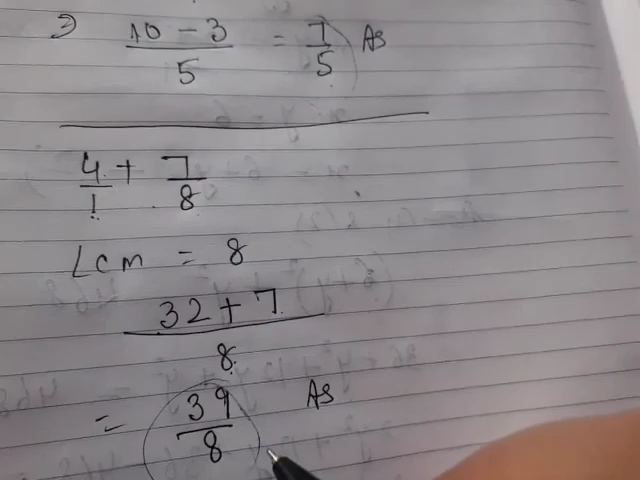 10 - 3 / 5 = 7 / 5 As
4/1 + 7/8
Lcm = 8
32 + 7 / 8
= 39/8 As